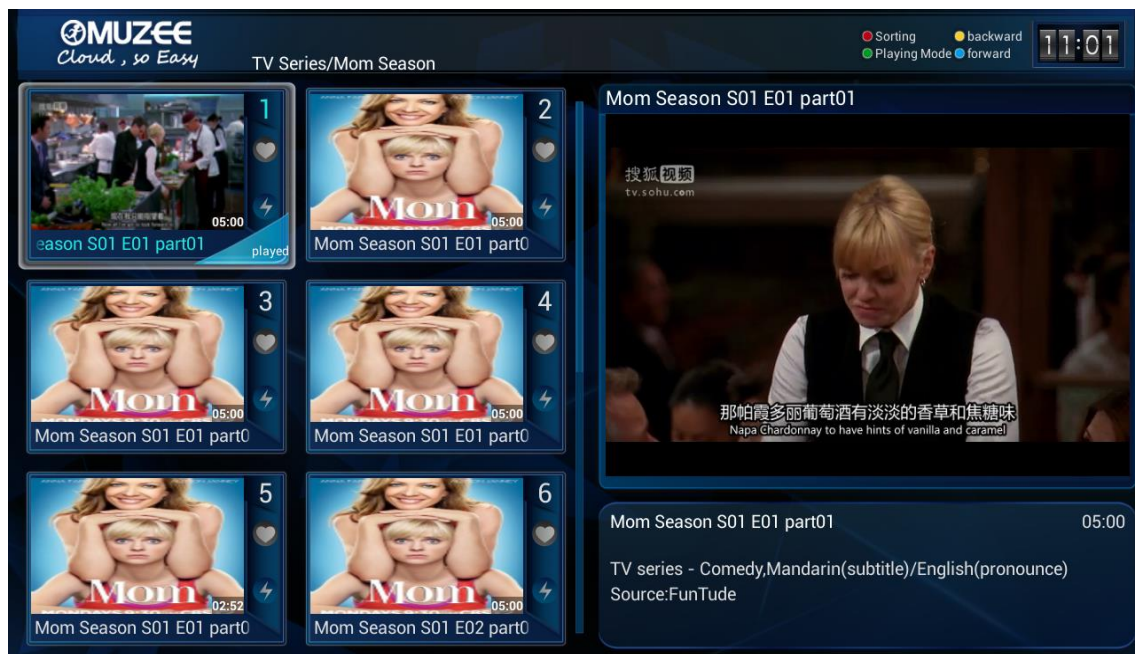 MUZEE
Cloud , so Easy
TV Series/Mom Season
Sorting
backward
Playing Mode
forward
11:01
1
05:00
eason S01 E01 part01
played
2
Mom
05:00
Mom Season S01 E01 part0
3
Mom
05:00
Mom Season S01 E01 part0
4
Mom
05:00
Mom Season S01 E01 part0
5
Mom
02:52
Mom Season S01 E01 part0
6
Mom
05:00
Mom Season S01 E02 part0
Mom Season S01 E01 part01
搜狐视频
tv.sohu.com
那帕霞多丽葡萄酒有淡淡的香草和焦糖味
Napa Chardonnay to have hints of vanilla and caramel
Mom Season S01 E01 part01
05:00
TV series - Comedy,Mandarin(subtitle)/English(pronounce)
Source:FunTude